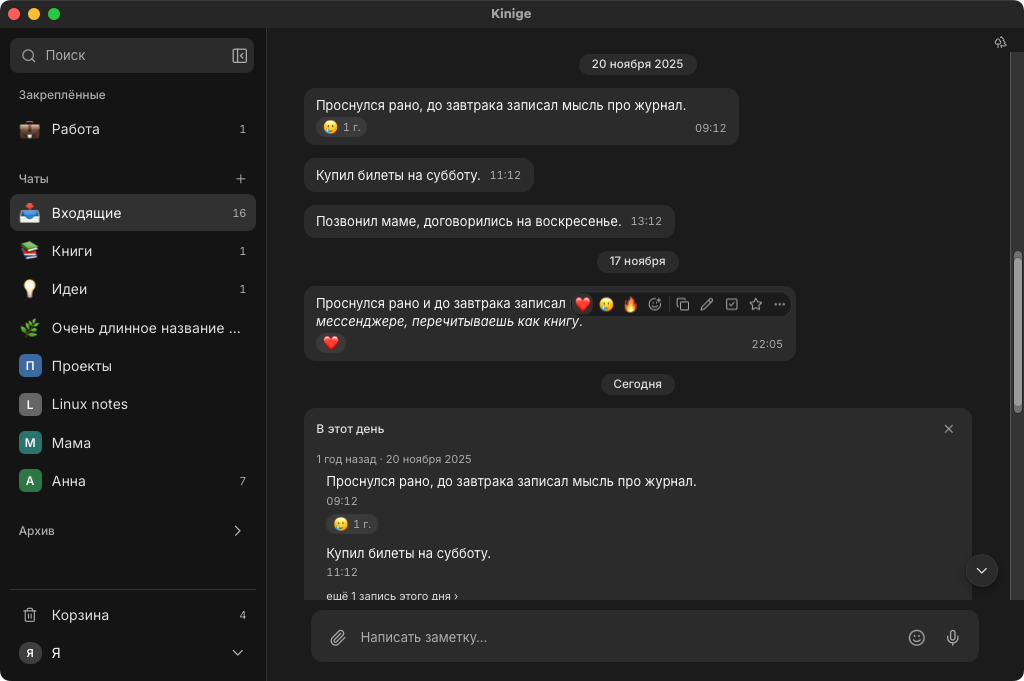 Kinige
Поиск
Закреплённые
Работа 1
Чаты
Входящие 16
Книги 1
Идеи 1
Очень длинное название ...
П Проекты
L Linux notes
М Мама
А Анна 7
Архив
Корзина 4
Я Я
20 ноября 2025
Проснулся рано, до завтрака записал мысль про журнал.
1 г. 09:12
Купил билеты на субботу. 11:12
Позвонил маме, договорились на воскресенье. 13:12
17 ноября
Проснулся рано и до завтрака записал
мессенджере, перечитываешь как книгу.
22:05
Сегодня
В этот день
1 год назад · 20 ноября 2025
Проснулся рано, до завтрака записал мысль про журнал.
09:12
1 г.
Купил билеты на субботу.
11:12
ещё 1 запись этого дня ›
Написать заметку...